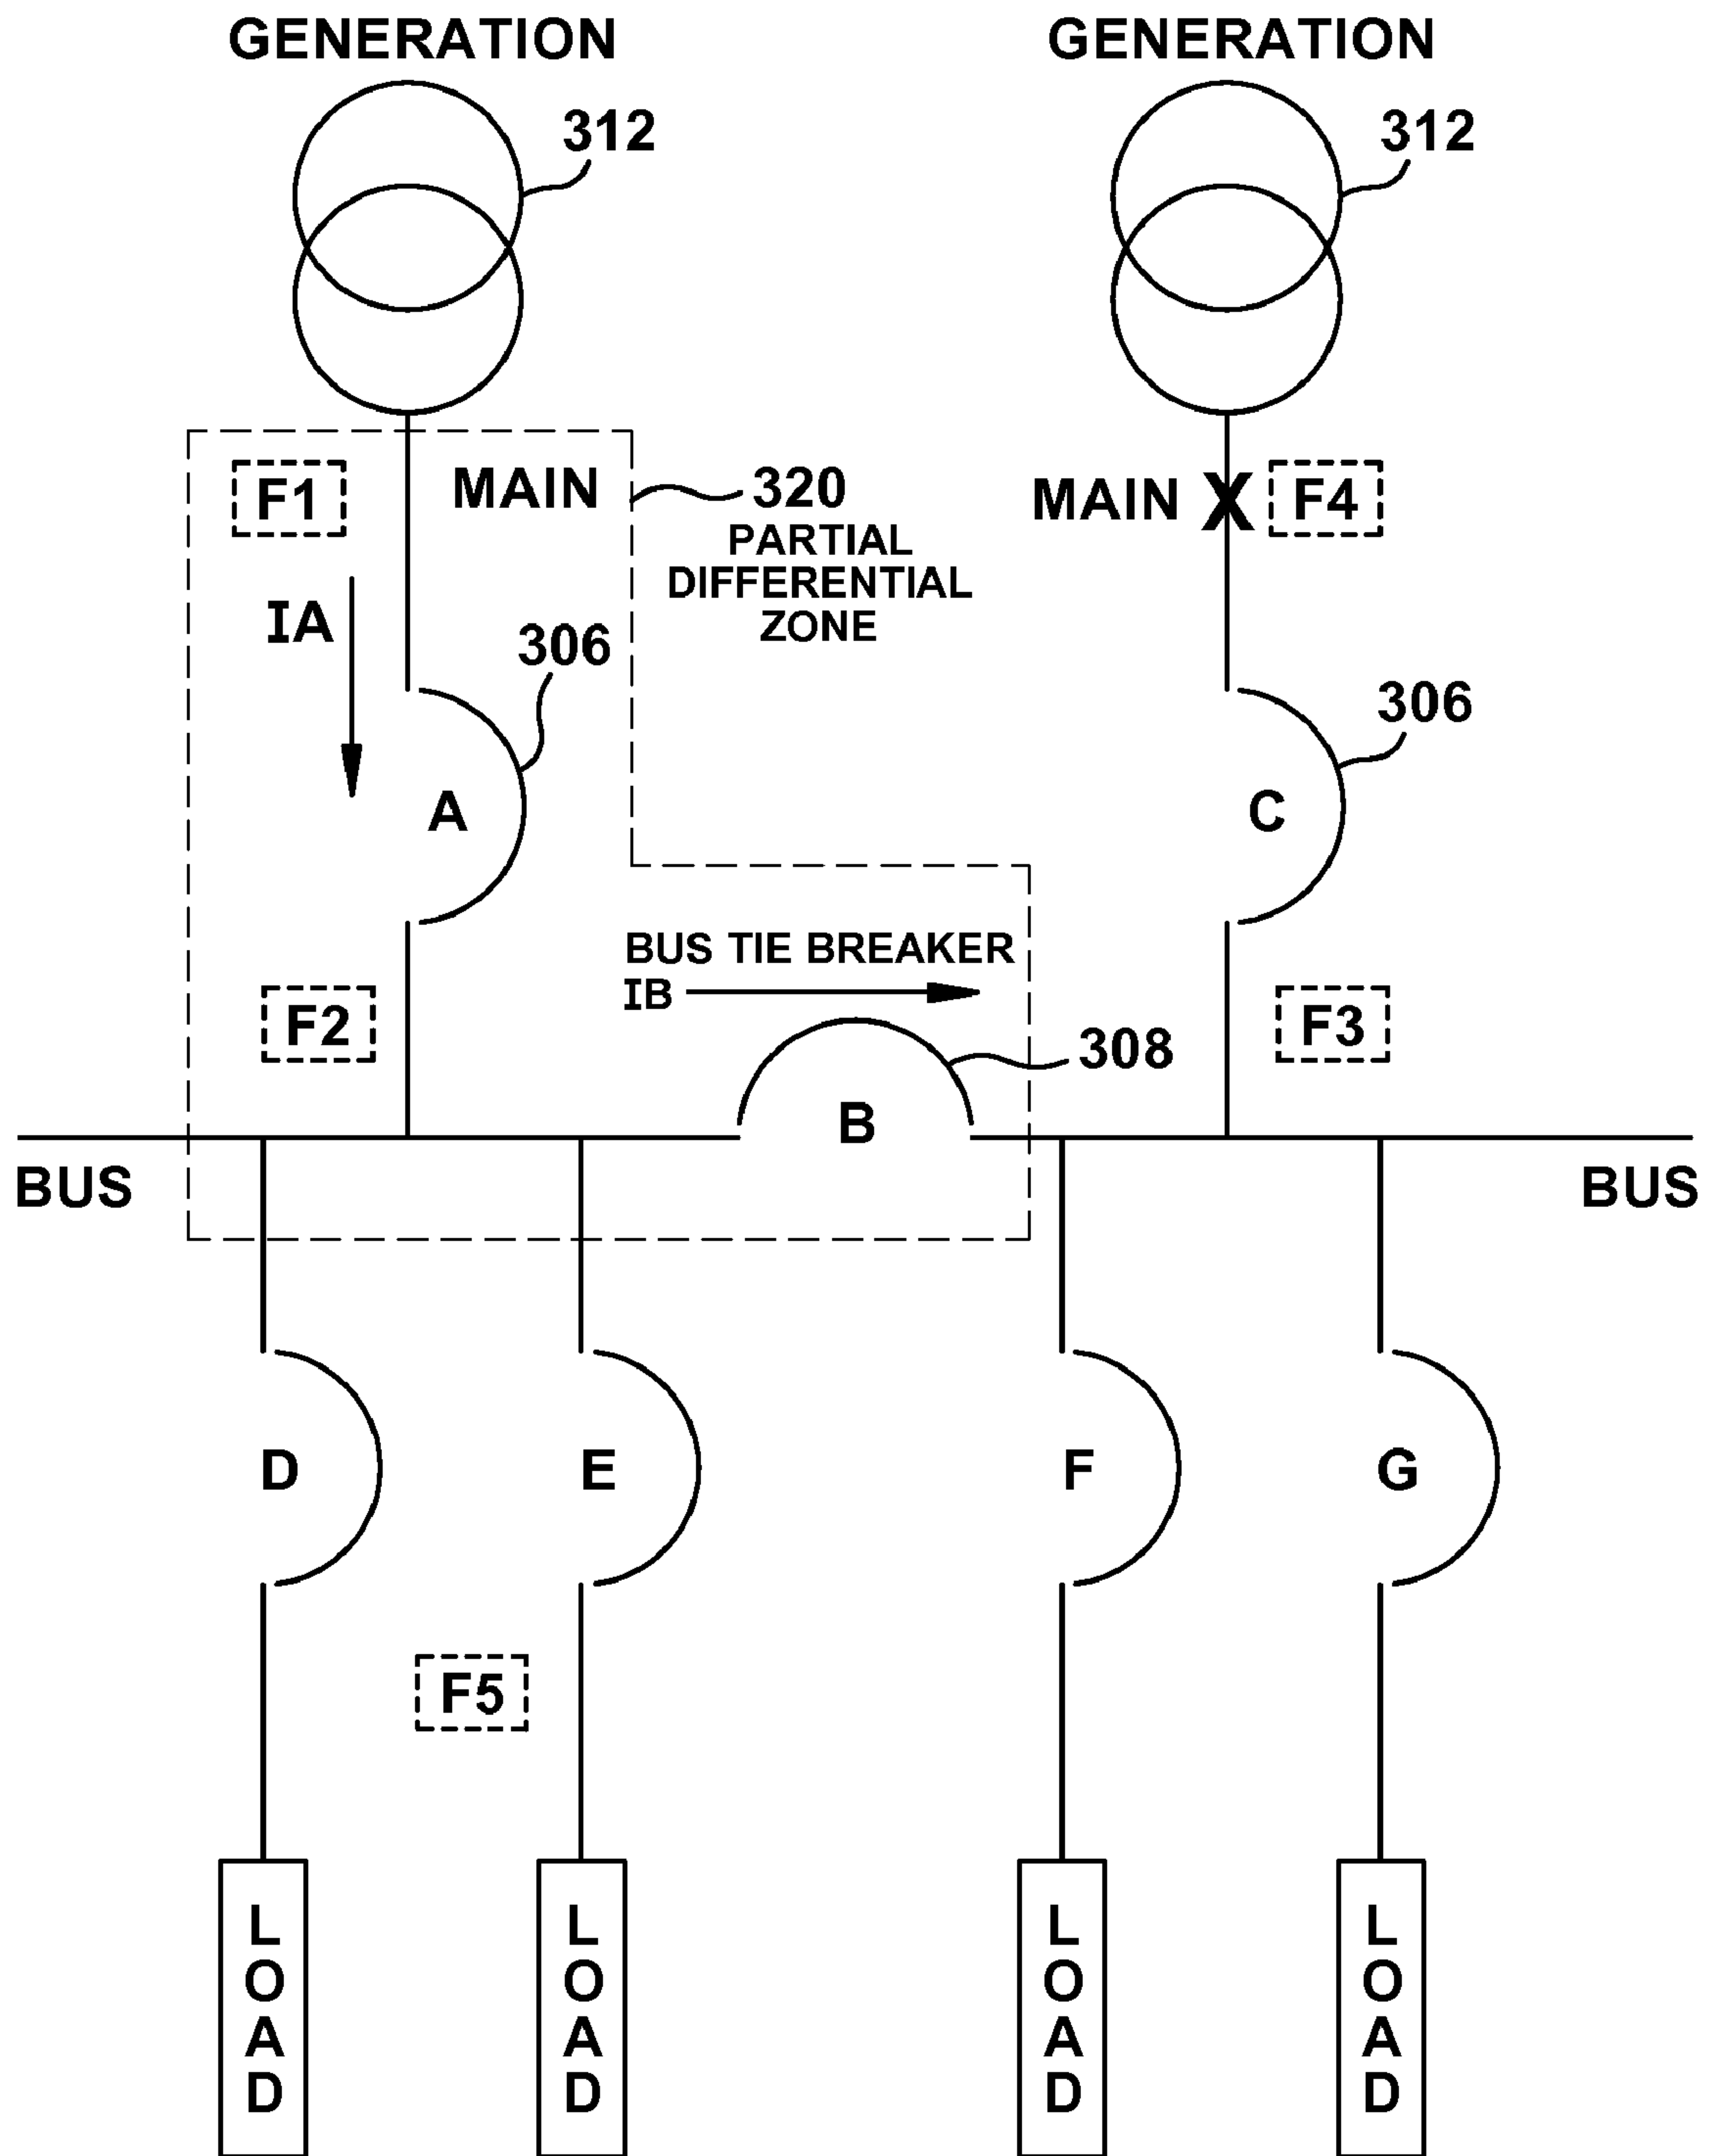 GENERATION
GENERATION
312
312
F1
MAIN
320
PARTIAL
DIFFERENTIAL
ZONE
MAIN
X
F4
IA
306
306
A
C
BUS TIE BREAKER
IB
F2
F3
308
B
BUS
BUS
D
E
F
G
F5
LOAD
LOAD
LOAD
LOAD